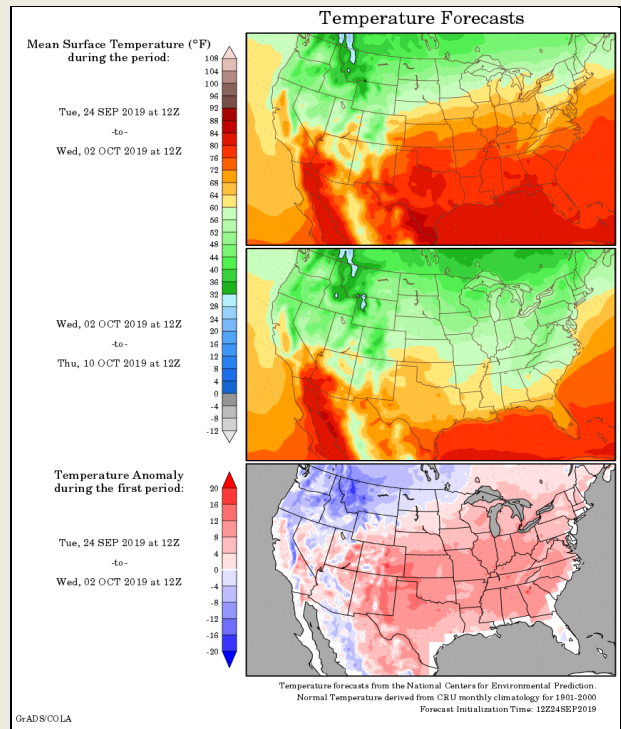 Temperature Forecasts
Mean Surface Temperature (°F)
during the period:
Tue, 24 SEP 2019 at 12Z
-to-
Wed, 02 OCT 2019 at 12Z
108
104
100
96
92
88
84
80
76
72
68
64
60
56
52
48
44
40
36
32
30
28
24
20
16
12
8
4
0
-4
-8
-12
Wed, 02 OCT 2019 at 12Z
-to-
Thu, 10 OCT 2019 at 12Z
Temperature Anomaly
during the first period:
Tue, 24 SEP 2019 at 12Z
-to-
Wed, 02 OCT 2019 at 12Z
20
16
12
8
4
0
-4
-8
-12
-16
-20
Temperature forecasts from the National Centers for Environmental Prediction.
Normal Temperature derived from CRU monthly climatology for 1901-2000
Forecast Initialization Time: 12Z24SEP2019
GrADS/COLA